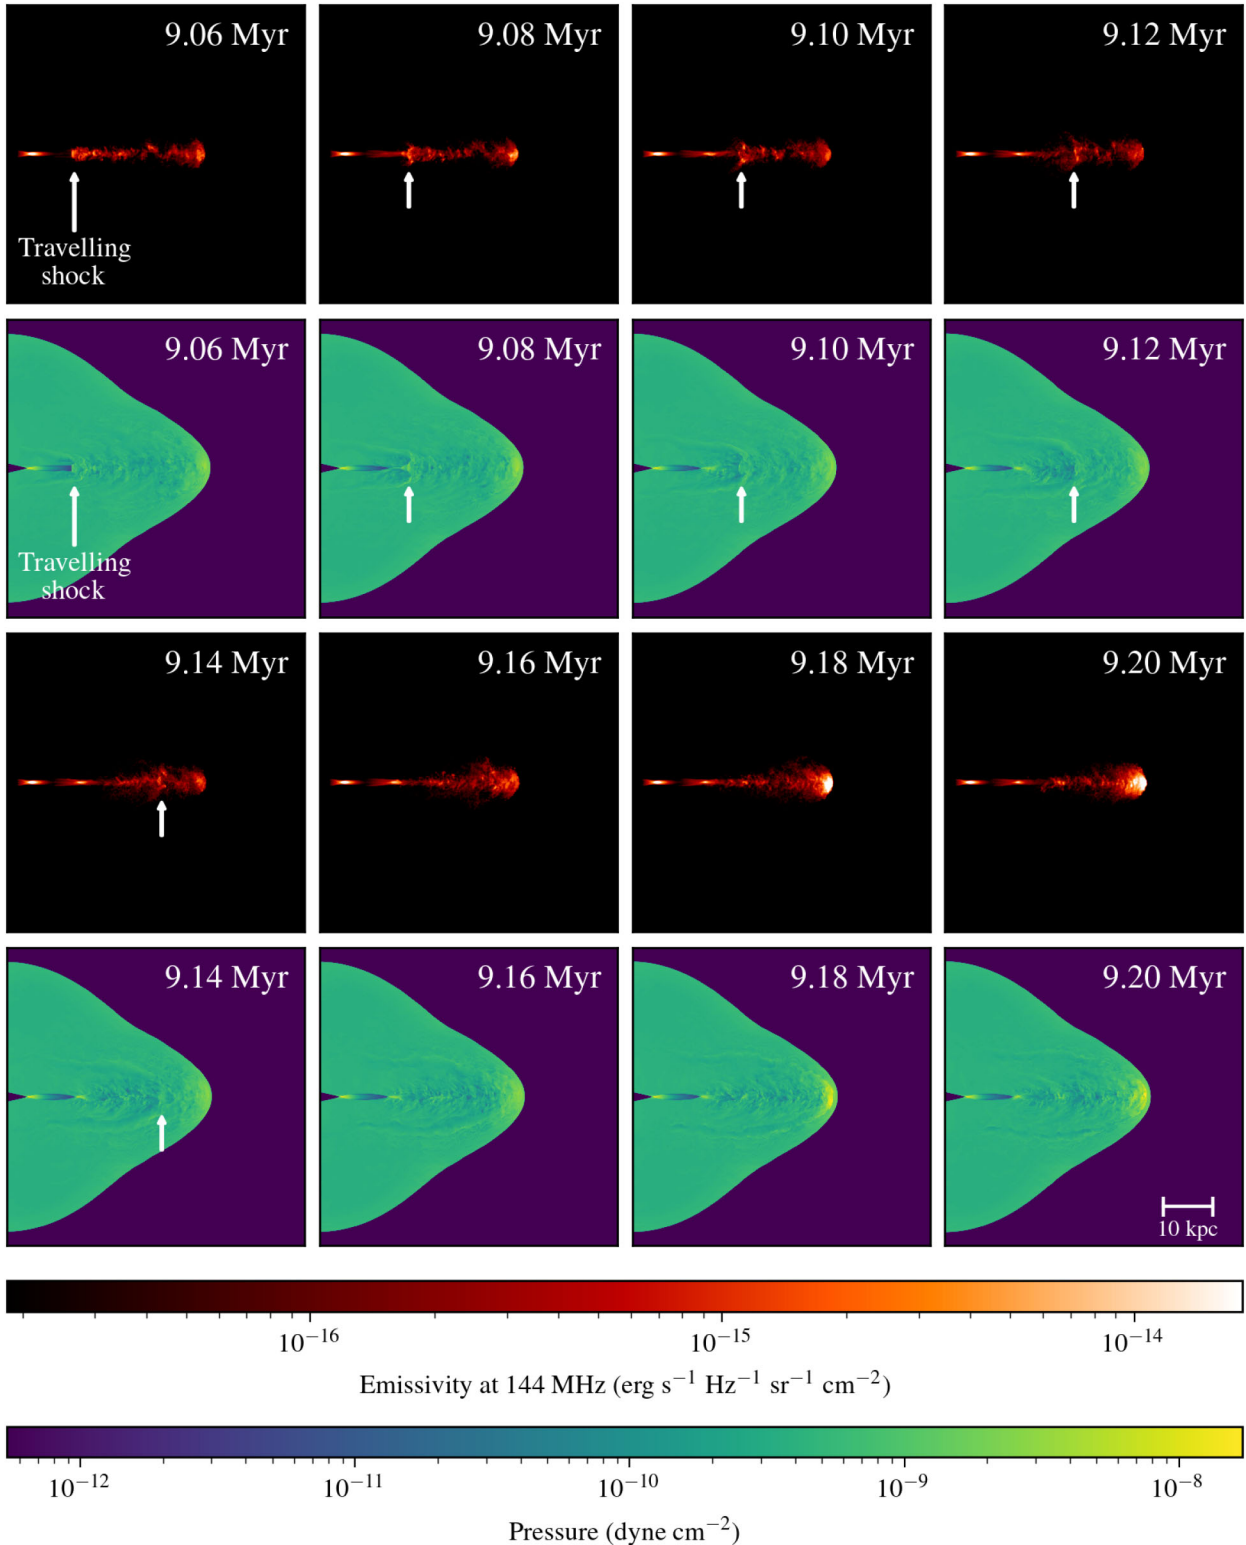 9.06 Myr
9.08 Myr
9.10 Myr
9.12 Myr
Travelling
shock
9.06 Myr
9.08 Myr
9.10 Myr
9.12 Myr
Travelling
shock
9.14 Myr
9.16 Myr
9.18 Myr
9.20 Myr
9.14 Myr
9.16 Myr
9.18 Myr
9.20 Myr
10 kpc
10⁻¹⁶
10⁻¹⁵
10⁻¹⁴
Emissivity at 144 MHz (erg s⁻¹ Hz⁻¹ sr⁻¹ cm⁻²)
10⁻¹²
10⁻¹¹
10⁻¹⁰
10⁻⁹
10⁻⁸
Pressure (dyne cm⁻²)